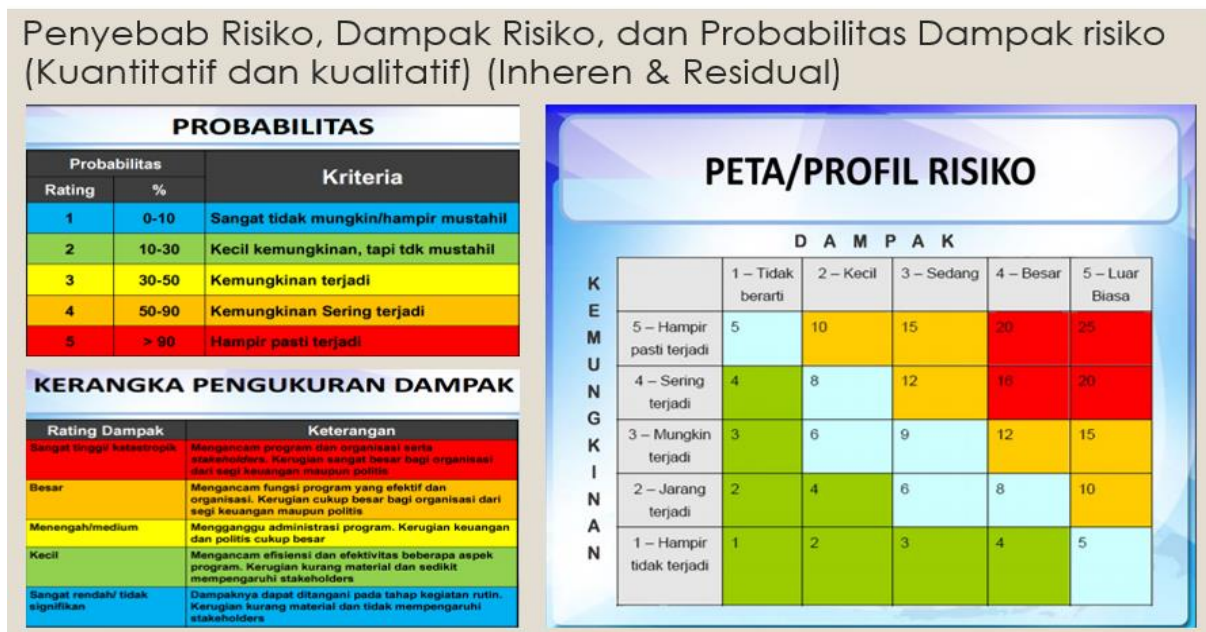 Penyebab Risiko, Dampak Risiko, dan Probabilitas Dampak risiko
(Kuantitatif dan kualitatif) (Inheren & Residual)
PROBABILITAS
Probabilitas Kriteria
Rating %
1 0-10 Sangat tidak mungkin/hampir mustahil
2 10-30 Kecil kemungkinan, tapi tdk mustahil
3 30-50 Kemungkinan terjadi
4 50-90 Kemungkinan Sering terjadi
5 > 90 Hampir pasti terjadi
KERANGKA PENGUKURAN DAMPAK
Rating Dampak Keterangan
Sangat tinggi/ katastropik Mengancam program dan organisasi serta
stakeholders. Kerugian sangat besar bagi organisasi
dari segi keuangan maupun politis
Besar Mengancam fungsi program yang efektif dan
organisasi. Kerugian cukup besar bagi organisasi dari
segi keuangan maupun politis
Menengah/medium Mengganggu administrasi program. Kerugian keuangan
dan politis cukup besar
Kecil Mengancam efisiensi dan efektivitas beberapa aspek
program. Kerugian kurang material dan sedikit
mempengaruhi stakeholders
Sangat rendah/ tidak Dampaknya dapat ditangani pada tahap kegiatan rutin.
signifikan Kerugian kurang material dan tidak mempengaruhi
stakeholders
PETA/PROFIL RISIKO
DAMPAK
KEMUNGKINAN
1 – Tidak 2 – Kecil 3 – Sedang 4 – Besar 5 – Luar
berarti Biasa
5 – Hampir 5 10 15 20 25
pasti terjadi
4 – Sering 4 8 12 16 20
terjadi
3 – Mungkin 3 6 9 12 15
terjadi
2 – Jarang 2 4 6 8 10
terjadi
1 – Hampir 1 2 3 4 5
tidak terjadi